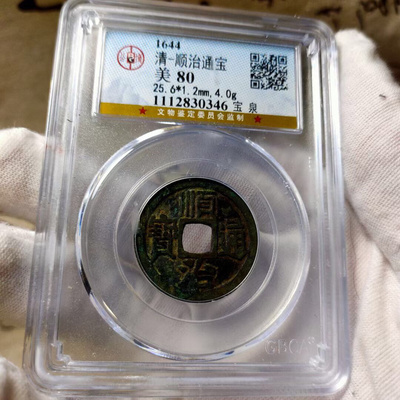 1644
清-顺治通宝
美 80
25.6*1.2mm,4.0g
1112830346 宝 泉
★ 文物鉴定委员会监制 ★
順治通寳